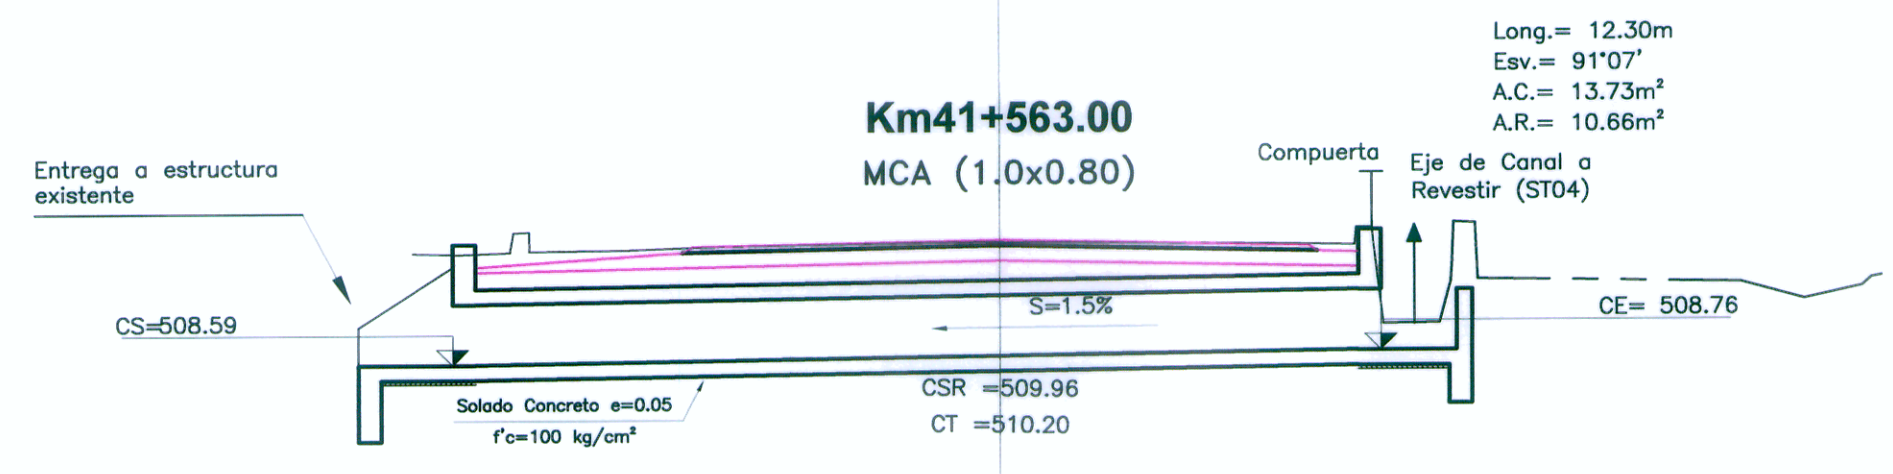 Long.= 12.30m
Esv.= 91°07'
A.C.= 13.73m²
A.R.= 10.66m²
Km41+563.00
MCA (1.0x0.80)
Compuerta
Eje de Canal a
Revestir (ST04)
Entrega a estructura
existente
S=1.5%
CE= 508.76
CS=508.59
CSR =509.96
CT =510.20
Solado Concreto e=0.05
f'c=100 kg/cm²